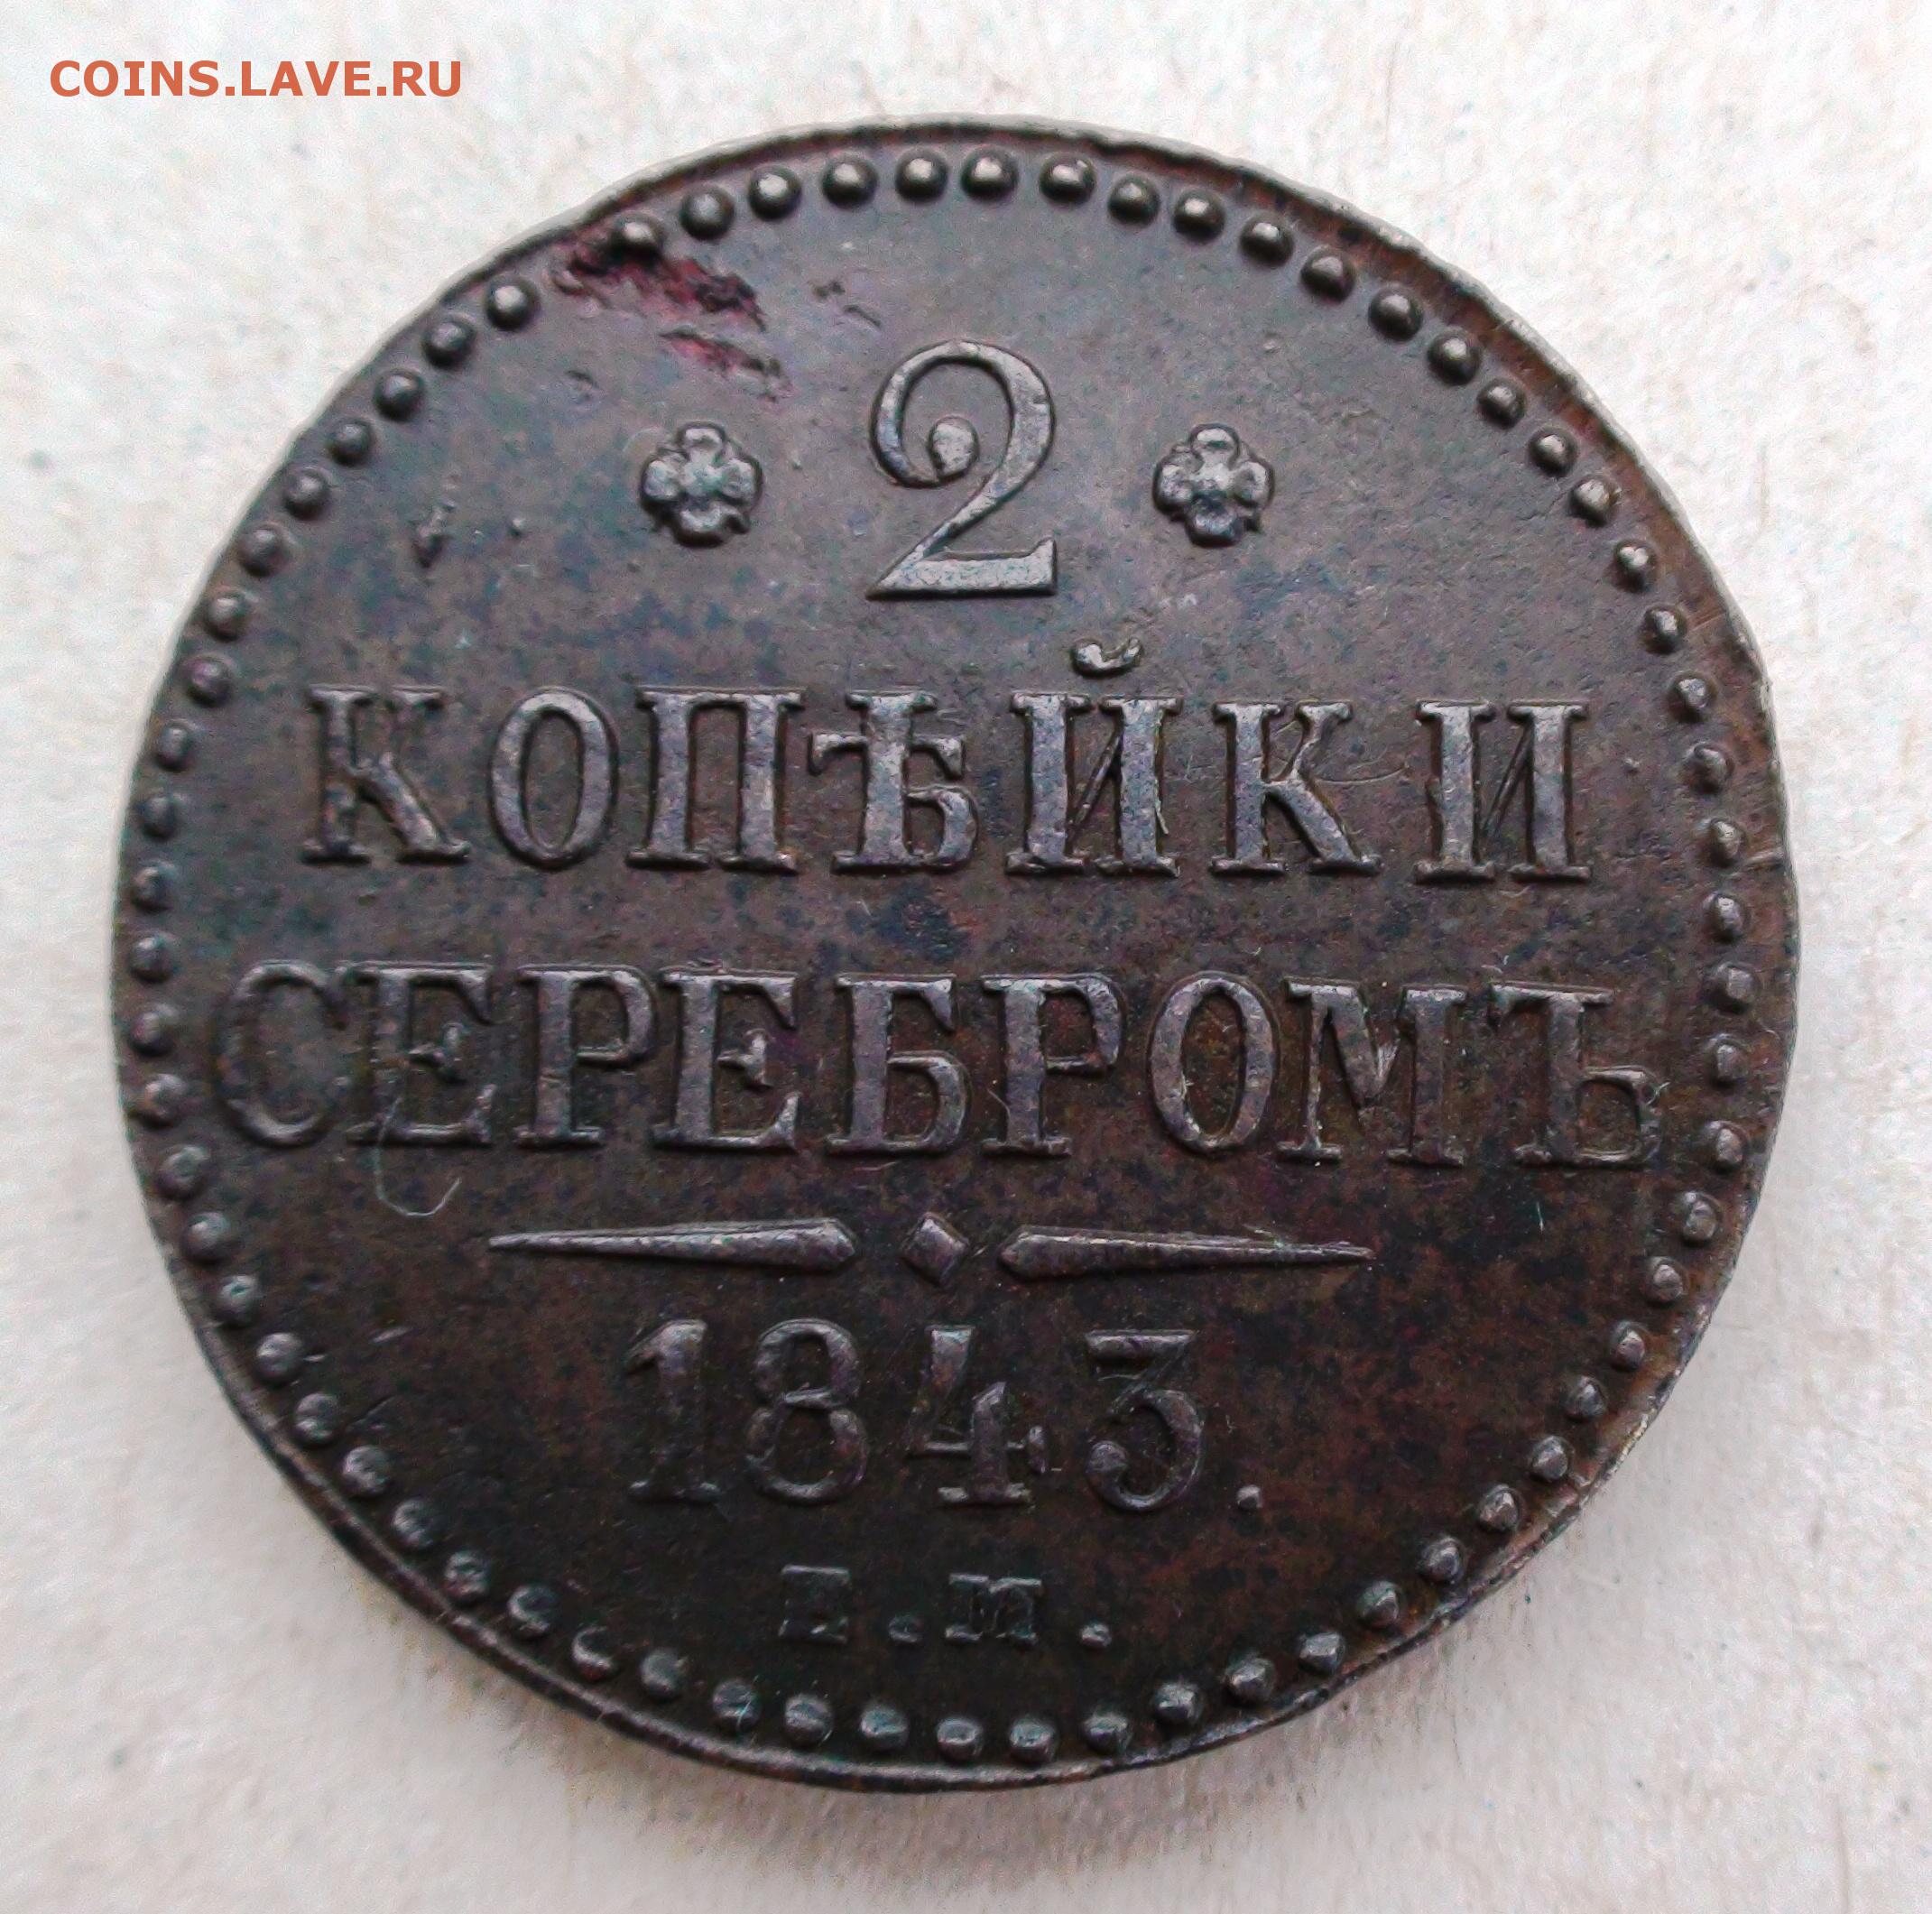 COINS.LAVE.RU
2
КОПѢЙКИ
СЕРЕБРОМЪ
1843.
Е.М.